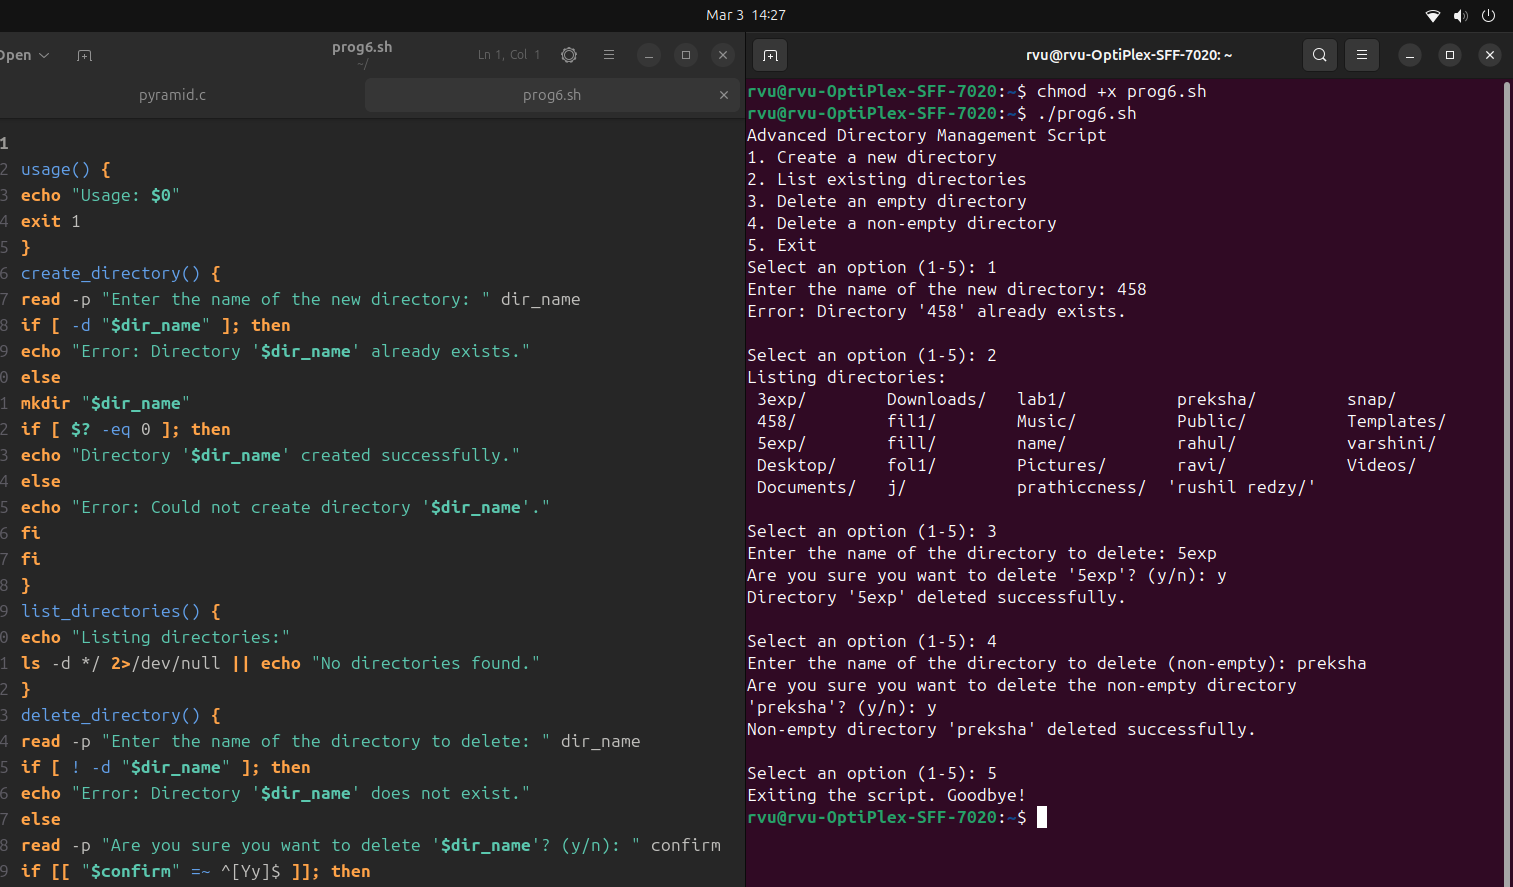 Mar 3 14:27
Open
prog6.sh
~/
Ln 1, Col 1
pyramid.c
prog6.sh
1
2 usage() {
3 echo "Usage: $0"
4 exit 1
5 }
6 create_directory() {
7 read -p "Enter the name of the new directory: " dir_name
8 if [ -d "$dir_name" ]; then
9 echo "Error: Directory '$dir_name' already exists."
0 else
1 mkdir "$dir_name"
2 if [ $? -eq 0 ]; then
3 echo "Directory '$dir_name' created successfully."
4 else
5 echo "Error: Could not create directory '$dir_name'."
6 fi
7 fi
8 }
9 list_directories() {
0 echo "Listing directories:"
1 ls -d */ 2>/dev/null || echo "No directories found."
2 }
3 delete_directory() {
4 read -p "Enter the name of the directory to delete: " dir_name
5 if [ ! -d "$dir_name" ]; then
6 echo "Error: Directory '$dir_name' does not exist."
7 else
8 read -p "Are you sure you want to delete '$dir_name'? (y/n): " confirm
9 if [[ "$confirm" =~ ^[Yy]$ ]]; then
rvu@rvu-OptiPlex-SFF-7020: ~
rvu@rvu-OptiPlex-SFF-7020:~$ chmod +x prog6.sh
rvu@rvu-OptiPlex-SFF-7020:~$ ./prog6.sh
Advanced Directory Management Script
1. Create a new directory
2. List existing directories
3. Delete an empty directory
4. Delete a non-empty directory
5. Exit
Select an option (1-5): 1
Enter the name of the new directory: 458
Error: Directory '458' already exists.
Select an option (1-5): 2
Listing directories:
3exp/ Downloads/ lab1/ preksha/ snap/
458/ fil1/ Music/ Public/ Templates/
5exp/ fill/ name/ rahul/ varshini/
Desktop/ fol1/ Pictures/ ravi/ Videos/
Documents/ j/ prathiccness/ 'rushil redzy/'
Select an option (1-5): 3
Enter the name of the directory to delete: 5exp
Are you sure you want to delete '5exp'? (y/n): y
Directory '5exp' deleted successfully.
Select an option (1-5): 4
Enter the name of the directory to delete (non-empty): preksha
Are you sure you want to delete the non-empty directory
'preksha'? (y/n): y
Non-empty directory 'preksha' deleted successfully.
Select an option (1-5): 5
Exiting the script. Goodbye!
rvu@rvu-OptiPlex-SFF-7020:~$